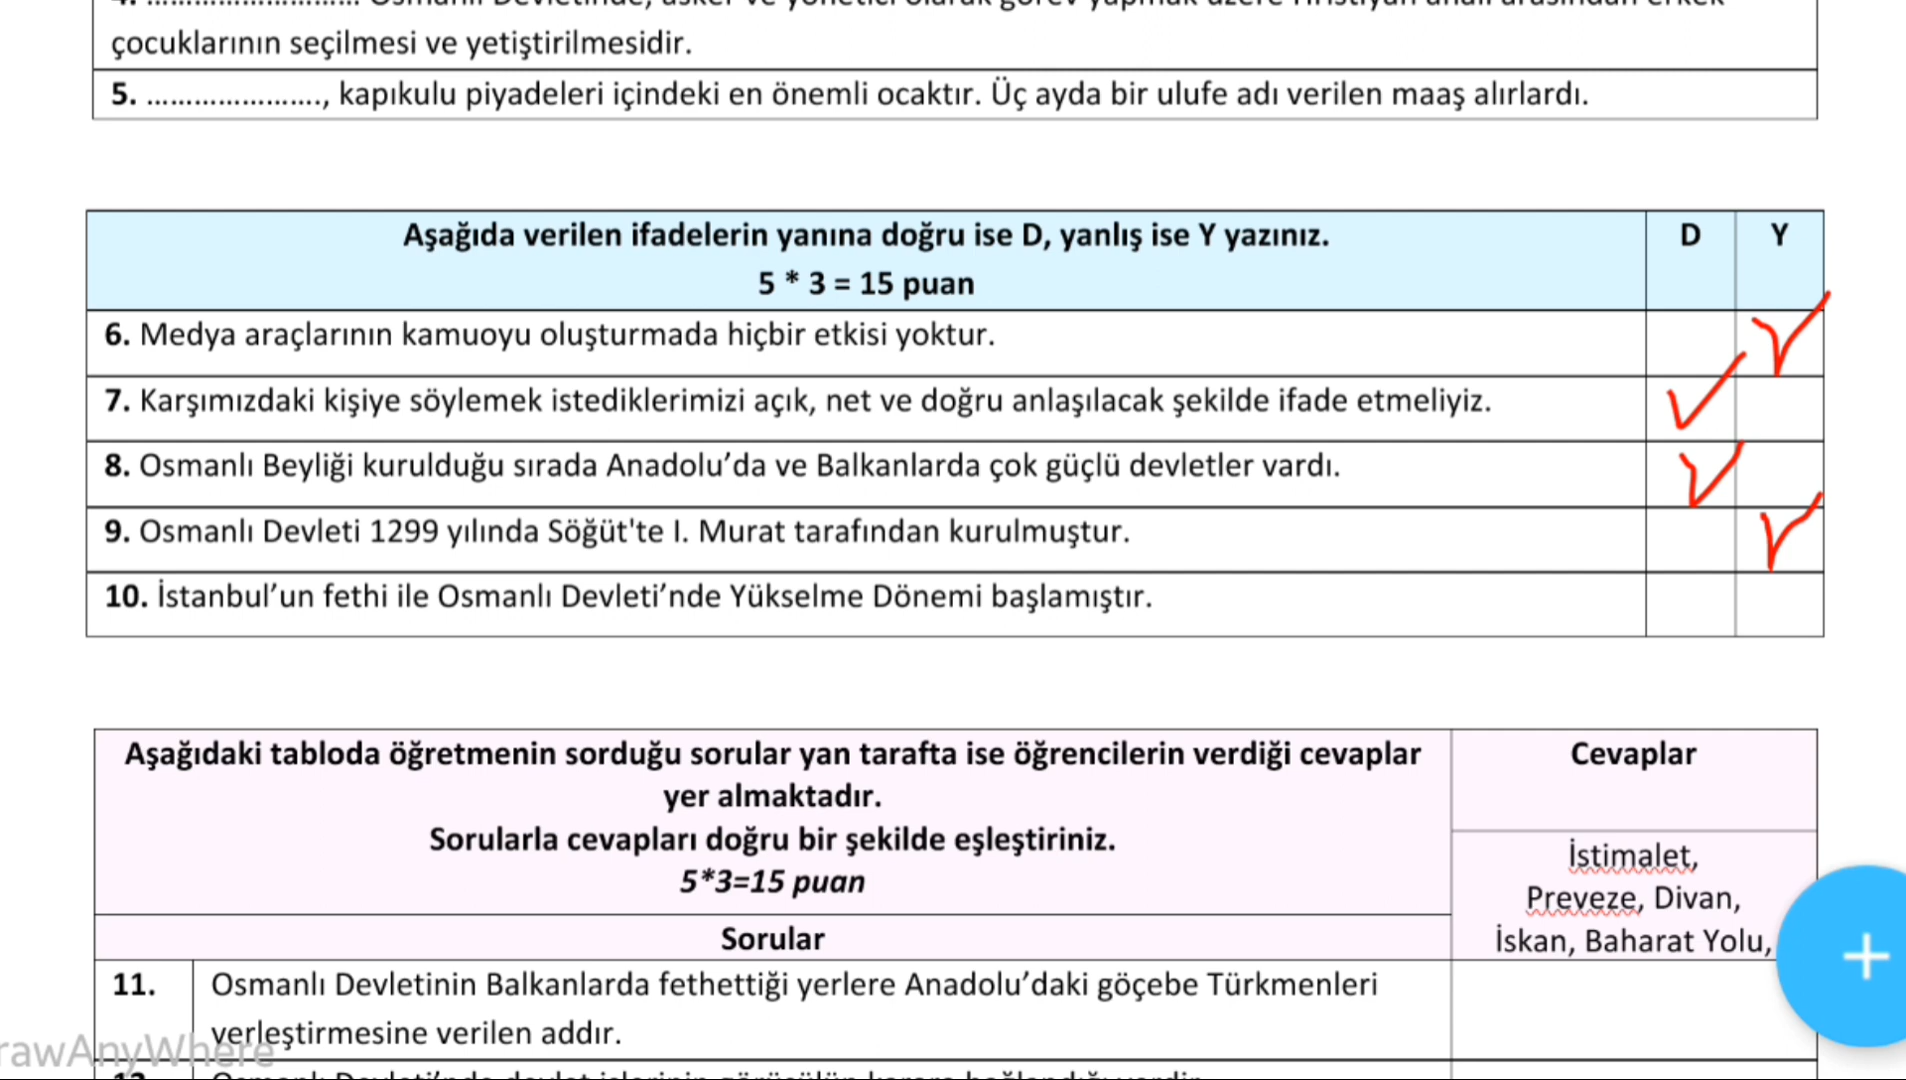 çocuklarının seçilmesi ve yetiştirilmesidir.
5. ......................, kapıkulu piyadeleri içindeki en önemli ocaktır. Üç ayda bir ulufe adı verilen maaş alırlardı.
Aşağıda verilen ifadelerin yanına doğru ise D, yanlış ise Y yazınız.
5 * 3 = 15 puan
D
Y
6. Medya araçlarının kamuoyu oluşturmada hiçbir etkisi yoktur.
7. Karşımızdaki kişiye söylemek istediklerimizi açık, net ve doğru anlaşılacak şekilde ifade etmeliyiz.
8. Osmanlı Beyliği kurulduğu sırada Anadolu’da ve Balkanlarda çok güçlü devletler vardı.
9. Osmanlı Devleti 1299 yılında Söğüt'te I. Murat tarafından kurulmuştur.
10. İstanbul’un fethi ile Osmanlı Devleti’nde Yükselme Dönemi başlamıştır.
Aşağıdaki tabloda öğretmenin sorduğu sorular yan tarafta ise öğrencilerin verdiği cevaplar
yer almaktadır.
Sorularla cevapları doğru bir şekilde eşleştiriniz.
5*3=15 puan
Sorular
Cevaplar
İstimalet,
Preveze, Divan,
İskan, Baharat Yolu,
11. Osmanlı Devletinin Balkanlarda fethettiği yerlere Anadolu’daki göçebe Türkmenleri
verleştirmesine verilen addır.
rawAnyWhere